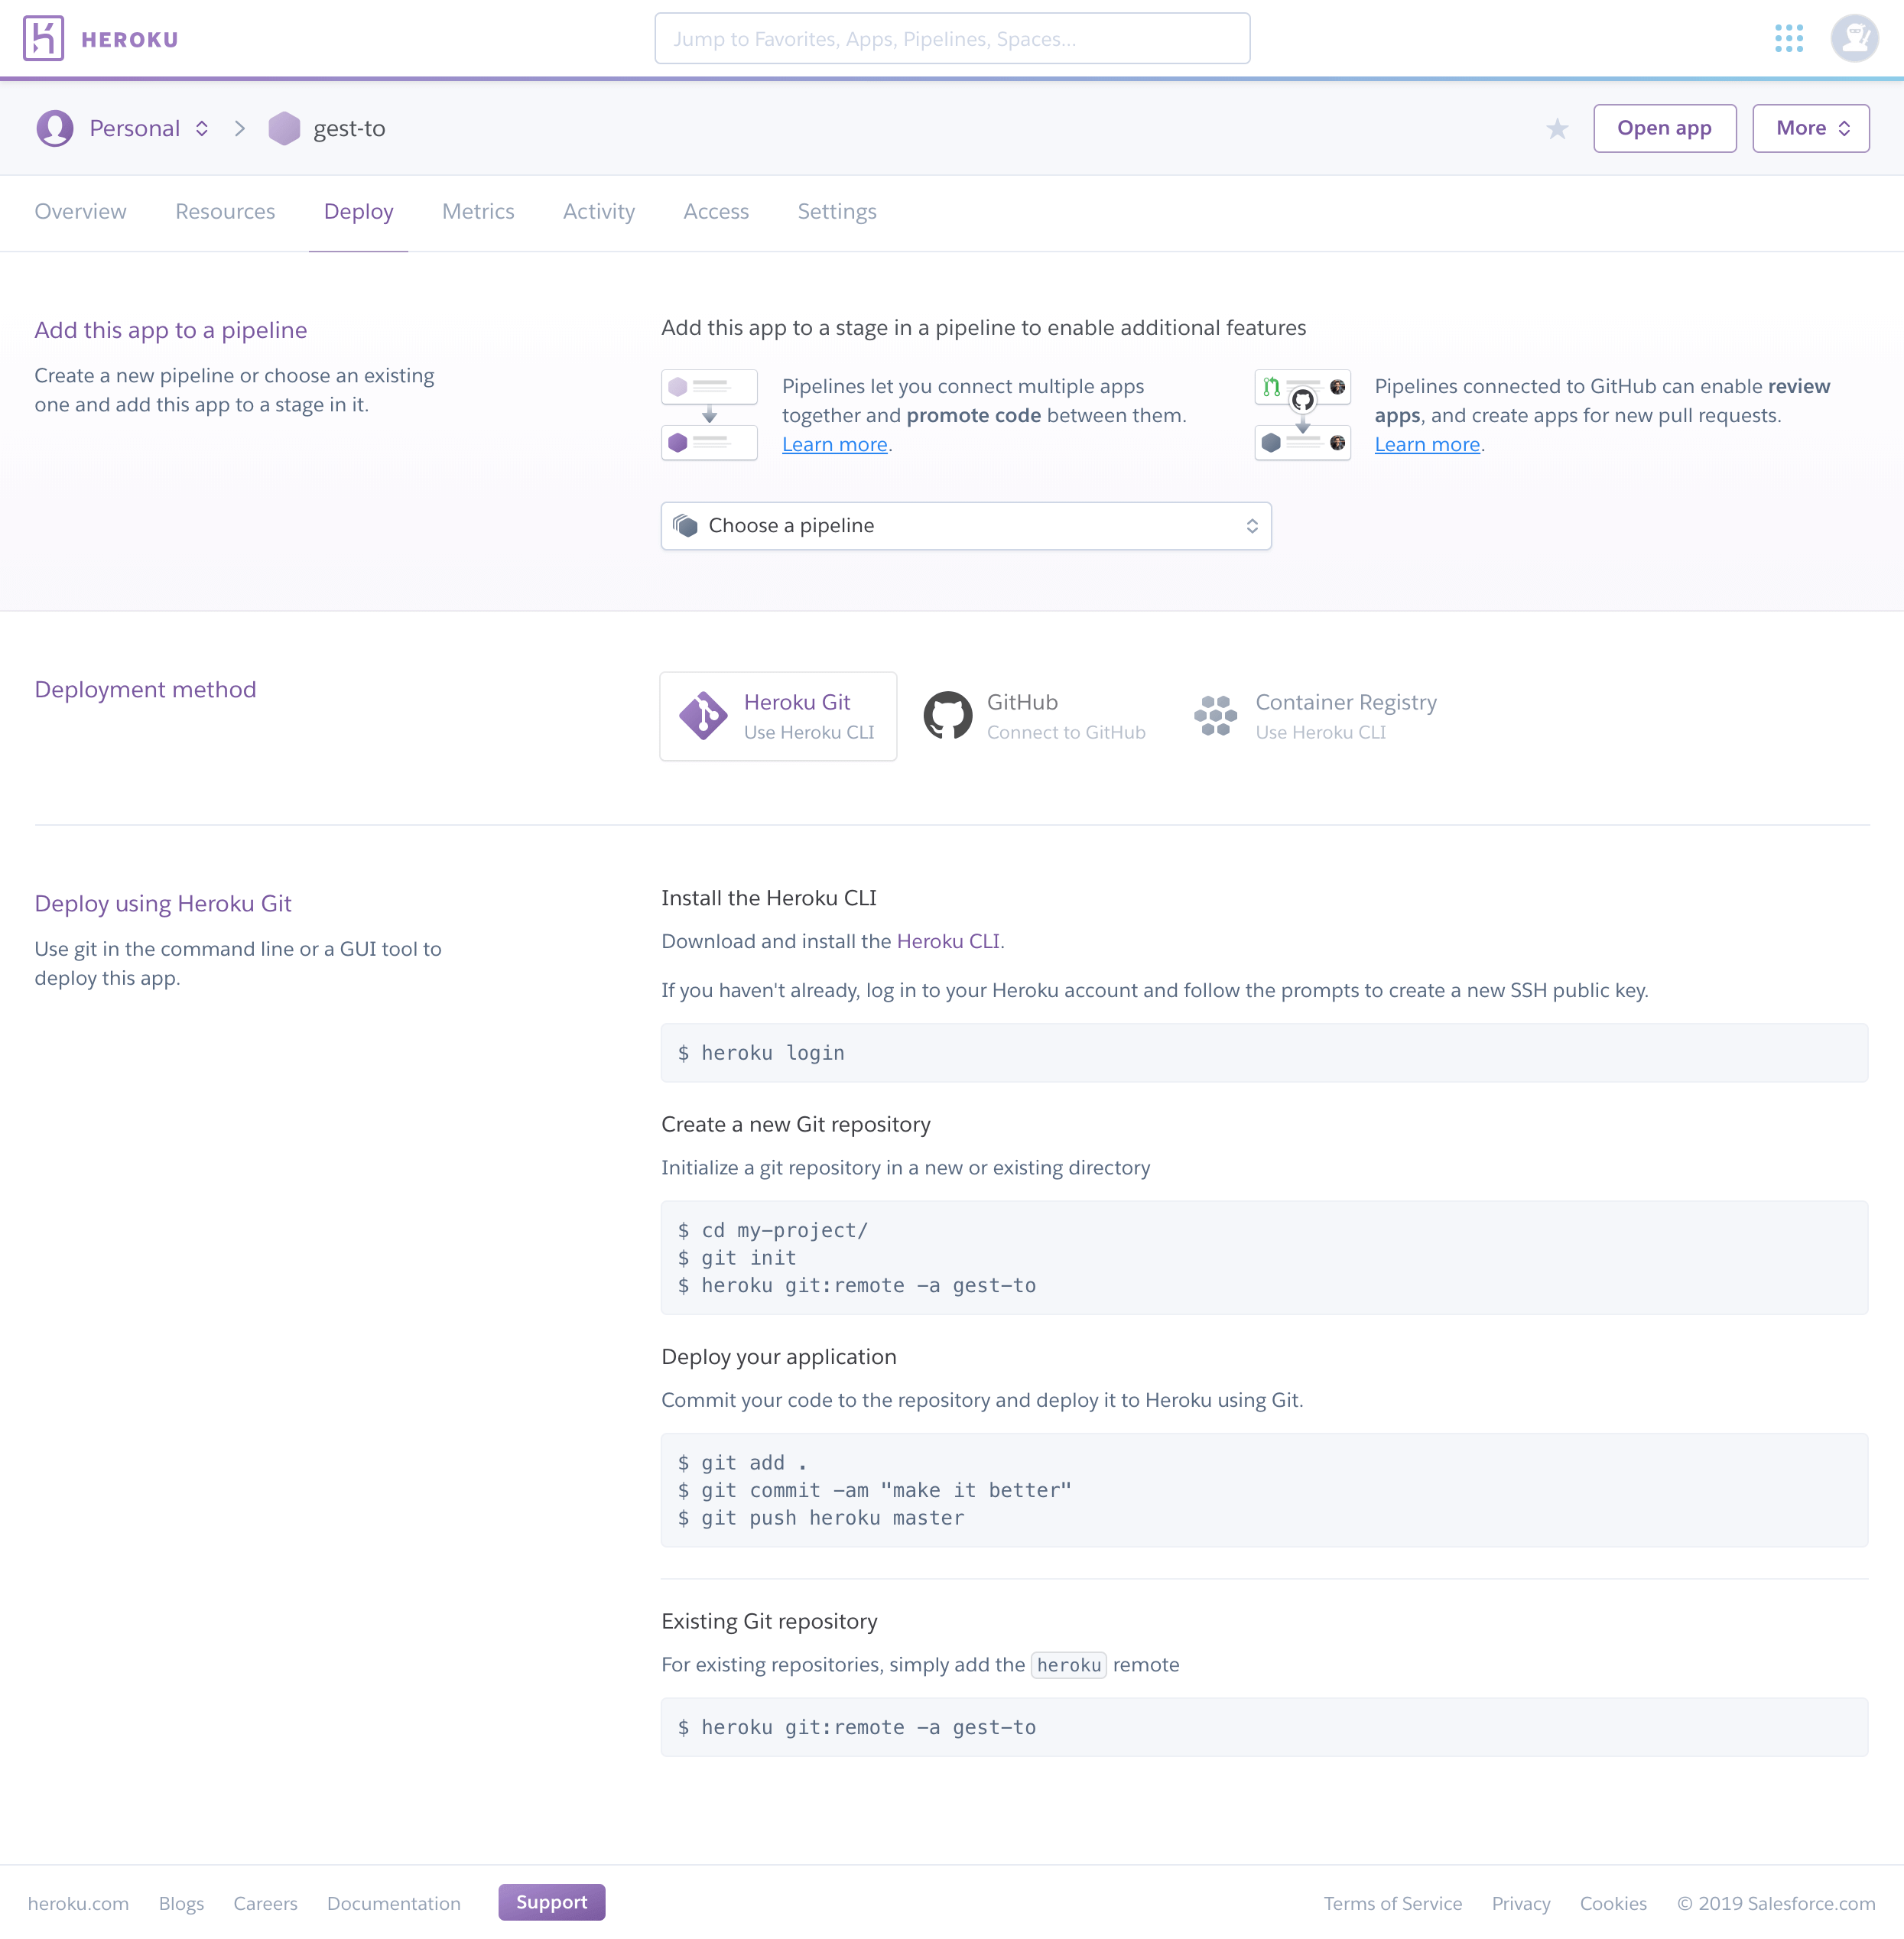 HEROKU
Jump to Favorites, Apps, Pipelines, Spaces...
Personal
gest-to
Open app
More
Overview
Resources
Deploy
Metrics
Activity
Access
Settings
Add this app to a pipeline
Create a new pipeline or choose an existing
one and add this app to a stage in it.
Add this app to a stage in a pipeline to enable additional features
Pipelines let you connect multiple apps
together and promote code between them.
Learn more.
Pipelines connected to GitHub can enable review
apps, and create apps for new pull requests.
Learn more.
Choose a pipeline
Deployment method
Heroku Git
Use Heroku CLI
GitHub
Connect to GitHub
Container Registry
Use Heroku CLI
Deploy using Heroku Git
Use git in the command line or a GUI tool to
deploy this app.
Install the Heroku CLI
Download and install the Heroku CLI.
If you haven't already, log in to your Heroku account and follow the prompts to create a new SSH public key.
$ heroku login
Create a new Git repository
Initialize a git repository in a new or existing directory
$ cd my-project/
$ git init
$ heroku git:remote -a gest-to
Deploy your application
Commit your code to the repository and deploy it to Heroku using Git.
$ git add .
$ git commit -am "make it better"
$ git push heroku master
Existing Git repository
For existing repositories, simply add the heroku remote
$ heroku git:remote -a gest-to
heroku.com
Blogs
Careers
Documentation
Support
Terms of Service
Privacy
Cookies
© 2019 Salesforce.com